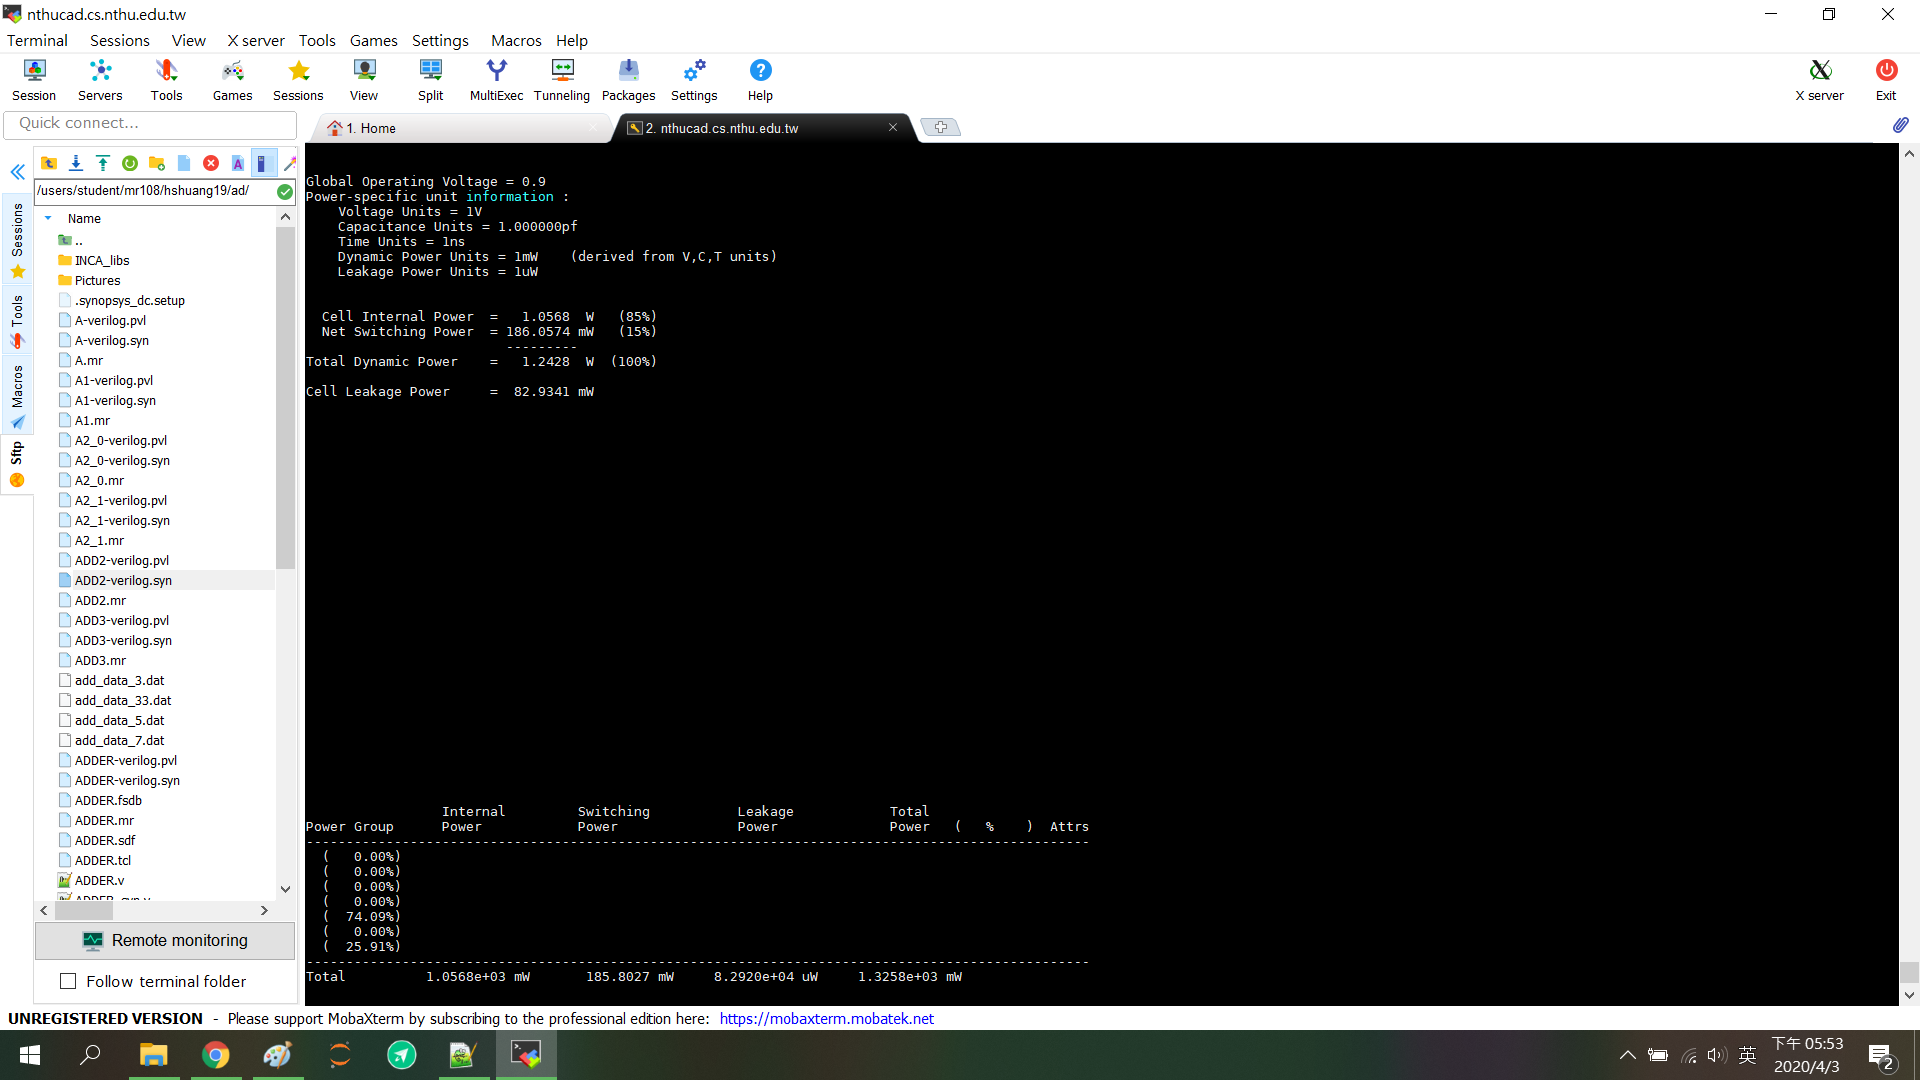 nthucad.cs.nthu.edu.tw
Terminal Sessions View X server Tools Games Settings Macros Help
Session Servers Tools Games Sessions View Split MultiExec Tunneling Packages Settings Help X server Exit
Quick connect...
1. Home
2. nthucad.cs.nthu.edu.tw
Sessions
Tools
Macros
Sftp
/users/student/mr108/hshuang19/ad/
Name
..
INCA_libs
Pictures
.synopsys_dc.setup
A-verilog.pvl
A-verilog.syn
A.mr
A1-verilog.pvl
A1-verilog.syn
A1.mr
A2_0-verilog.pvl
A2_0-verilog.syn
A2_0.mr
A2_1-verilog.pvl
A2_1-verilog.syn
A2_1.mr
ADD2-verilog.pvl
ADD2-verilog.syn
ADD2.mr
ADD3-verilog.pvl
ADD3-verilog.syn
ADD3.mr
add_data_3.dat
add_data_33.dat
add_data_5.dat
add_data_7.dat
ADDER-verilog.pvl
ADDER-verilog.syn
ADDER.fsdb
ADDER.mr
ADDER.sdf
ADDER.tcl
ADDER.v
Remote monitoring
Follow terminal folder
Global Operating Voltage = 0.9
Power-specific unit information :
Voltage Units = 1V
Capacitance Units = 1.000000pf
Time Units = 1ns
Dynamic Power Units = 1mW (derived from V,C,T units)
Leakage Power Units = 1uW
Cell Internal Power = 1.0568 W (85%)
Net Switching Power = 186.0574 mW (15%)
---------
Total Dynamic Power = 1.2428 W (100%)
Cell Leakage Power = 82.9341 mW
Internal Switching Leakage Total
Power Group Power Power Power Power ( % ) Attrs
--------------------------------------------------------------------------------------------------
( 0.00%)
( 0.00%)
( 0.00%)
( 0.00%)
( 74.09%)
( 0.00%)
( 25.91%)
--------------------------------------------------------------------------------------------------
Total 1.0568e+03 mW 185.8027 mW 8.2920e+04 uW 1.3258e+03 mW
UNREGISTERED VERSION - Please support MobaXterm by subscribing to the professional edition here: https://mobaxterm.mobatek.net
英
下午 05:53
2020/4/3
2